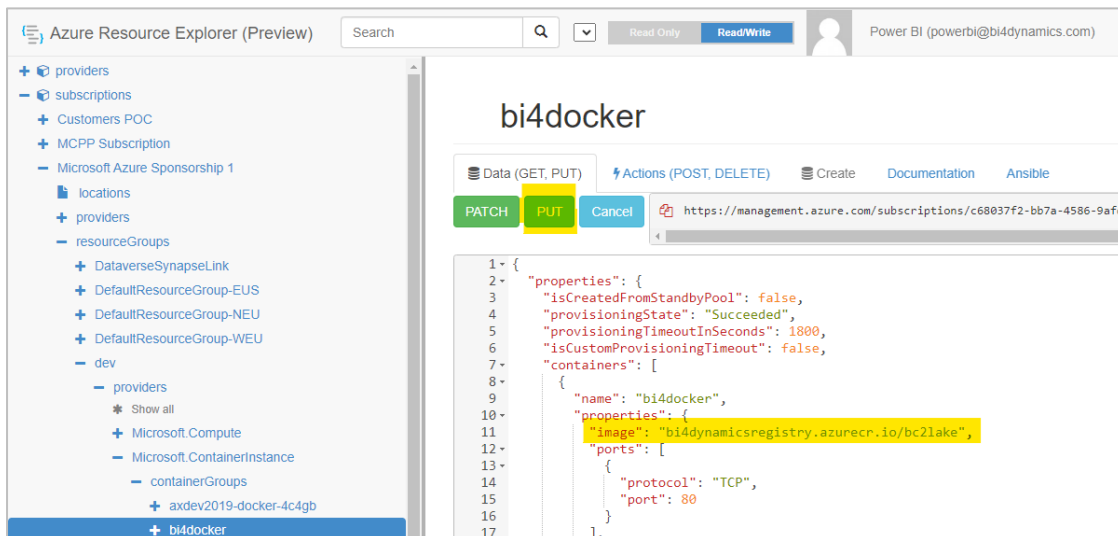 Azure Resource Explorer (Preview)
Search
Read Only
Read/Write
Power BI (powerbi@bi4dynamics.com)
providers
subscriptions
Customers POC
MCPP Subscription
Microsoft Azure Sponsorship 1
locations
providers
resourceGroups
DataverseSynapseLink
DefaultResourceGroup-EUS
DefaultResourceGroup-NEU
DefaultResourceGroup-WEU
dev
providers
Show all
Microsoft.Compute
Microsoft.ContainerInstance
containerGroups
axdev2019-docker-4c4gb
bi4docker
bi4docker
Data (GET, PUT)
Actions (POST, DELETE)
Create
Documentation
Ansible
PATCH
PUT
Cancel
https://management.azure.com/subscriptions/c68037f2-bb7a-4586-9af
1 {
2 "properties": {
3 "isCreatedFromStandbyPool": false,
4 "provisioningState": "Succeeded",
5 "provisioningTimeoutInSeconds": 1800,
6 "isCustomProvisioningTimeout": false,
7 "containers": [
8 {
9 "name": "bi4docker",
10 "properties": {
11 "image": "bi4dynamicsregistry.azurecr.io/bc2lake",
12 "ports": [
13 {
14 "protocol": "TCP",
15 "port": 80
16 }
17 ],